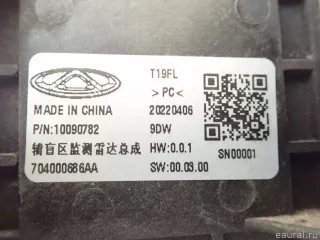 T19FL
> PC <
MADE IN CHINA
20220406
P/N:10090782
9DW
辅盲区监测雷达总成
HW:0.0.1
SN00001
704000686AA
SW:00.03.00
eaural.ru